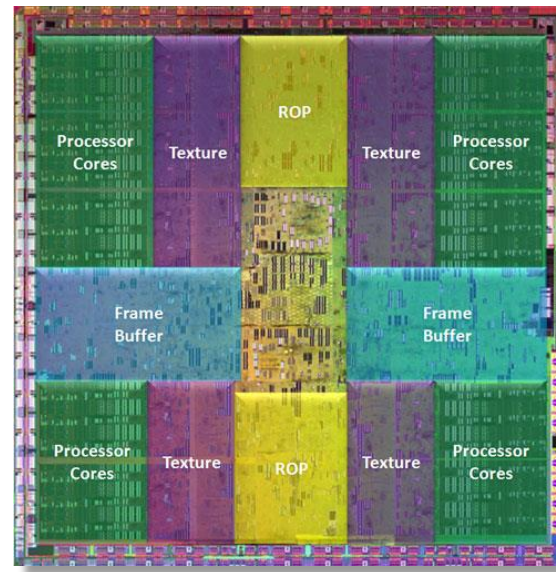 ROP
Processor
Cores
Texture
Texture
Processor
Cores
Frame
Buffer
Frame
Buffer
Processor
Cores
Texture
ROP
Texture
Processor
Cores